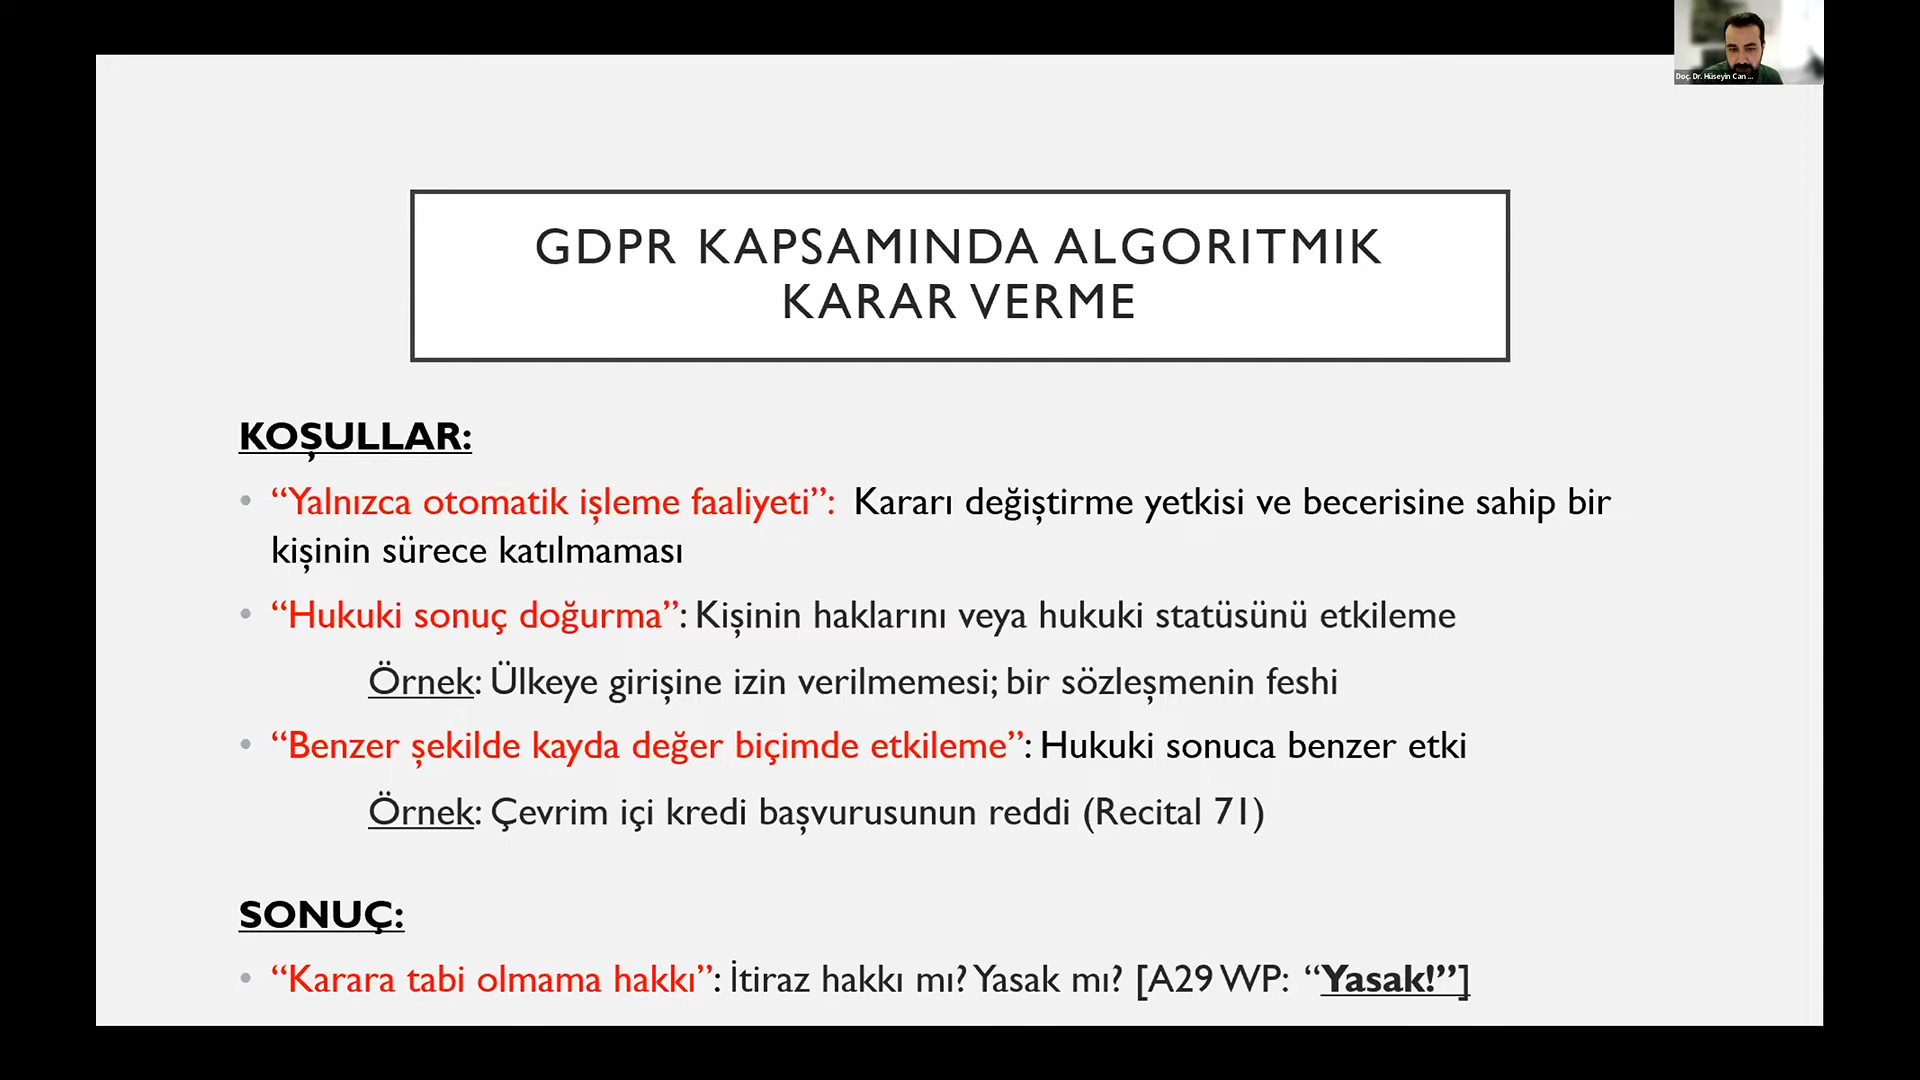 Doç. Dr. Hüseyin Can ...
GDPR KAPSAMINDA ALGORITMIK
KARAR VERME
KOŞULLAR:
• “Yalnızca otomatik işleme faaliyeti”: Kararı değiştirme yetkisi ve becerisine sahip bir
kişinin sürece katılmaması
• “Hukuki sonuç doğurma”: Kişinin haklarını veya hukuki statüsünü etkileme
Örnek: Ülkeye girişine izin verilmemesi; bir sözleşmenin feshi
• “Benzer şekilde kayda değer biçimde etkileme”: Hukuki sonuca benzer etki
Örnek: Çevrim içi kredi başvurusunun reddi (Recital 71)
SONUÇ:
• “Karara tabi olmama hakkı”: İtiraz hakkı mı? Yasak mı? [A29 WP: “Yasak!”]